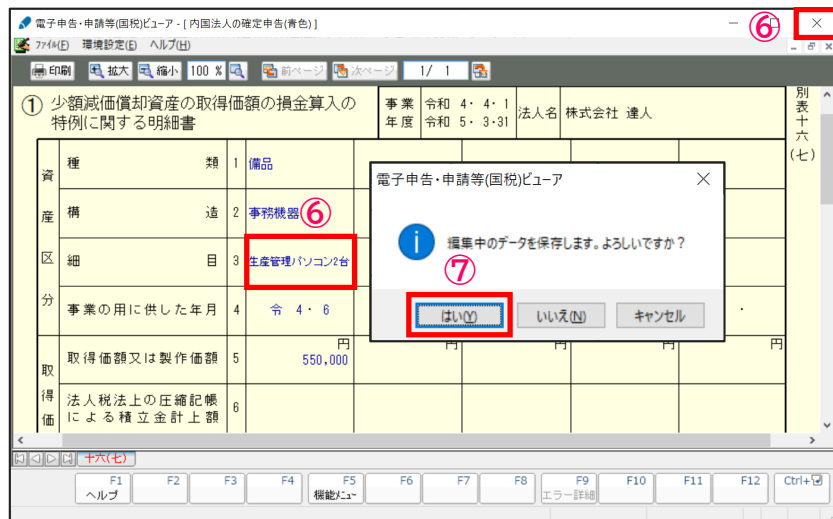 電子申告・申請等(国税)ビューア - [ 内国法人の確定申告(青色) ]
⑥
ファイル(F) 環境設定(E) ヘルプ(H)
印刷 拡大 縮小 100 % 前ページ 次ページ 1/ 1
① 少額減価償却資産の取得価額の損金算入の
特例に関する明細書
事業
年度
令和 4・ 4・ 1
令和 5・ 3・31
法人名 株式会社 達人
別表十六(七)
資産区分
種類 1 備品
構造 2 事務機器 ⑥
細目 3 生産管理パソコン2台
事業の用に供した年月 4 令 4・ 6 ・
取得価
取得価額又は製作価額 5 円 円 円 円 円
550,000
法人税法上の圧縮記帳
による積立金計上額 6
電子申告・申請等(国税)ビューア
編集中のデータを保存します。よろしいですか?
⑦
はい(Y) いいえ(N) キャンセル
十六(七)
F1 F2 F3 F4 F5 F6 F7 F8 F9 F10 F11 F12 Ctrl+
ヘルプ 機能メニュー エラー詳細